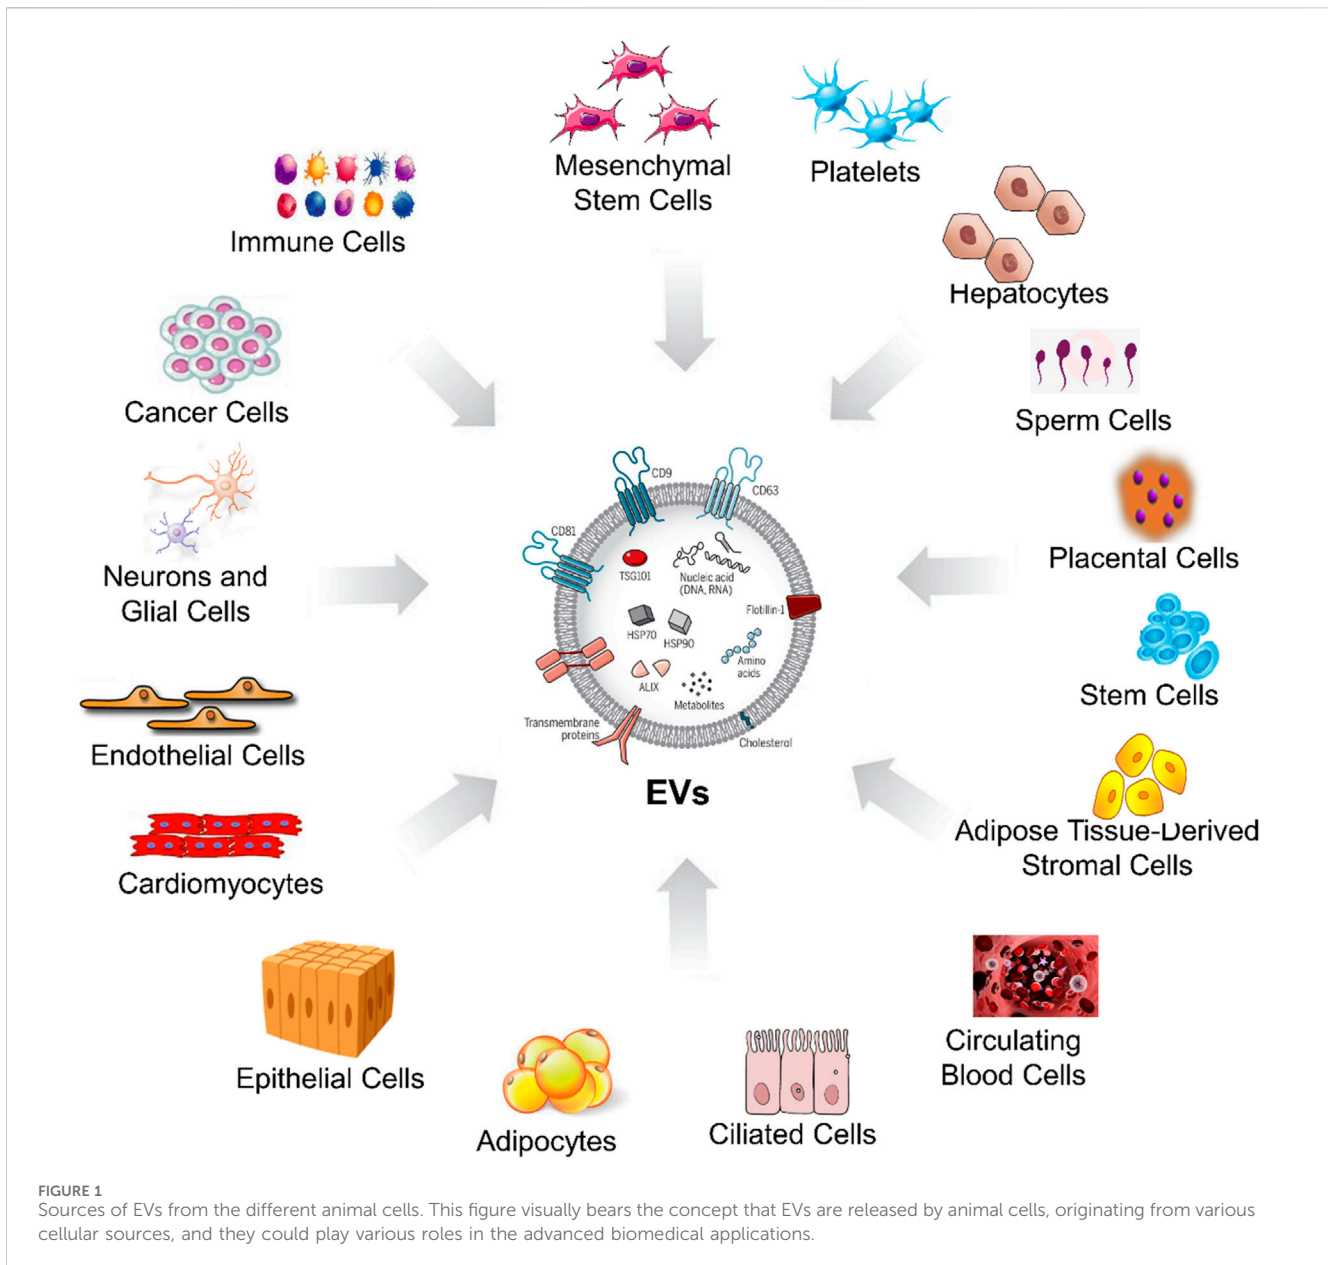 Mesenchymal
Stem Cells
Platelets
Immune Cells
Hepatocytes
Cancer Cells
Sperm Cells
Neurons and
Glial Cells
Placental Cells
Endothelial Cells
Stem Cells
Cardiomyocytes
Adipose Tissue-Derived
Stromal Cells
Epithelial Cells
Circulating
Blood Cells
Adipocytes
Ciliated Cells
CD9
CD63
CD81
TSG101
Nucleic acid
(DNA, RNA)
Flotillin-1
HSP70
HSP90
Amino
acids
ALIX
Metabolites
Transmembrane
proteins
Cholesterol
EVs
FIGURE 1
Sources of EVs from the different animal cells. This figure visually bears the concept that EVs are released by animal cells, originating from various
cellular sources, and they could play various roles in the advanced biomedical applications.